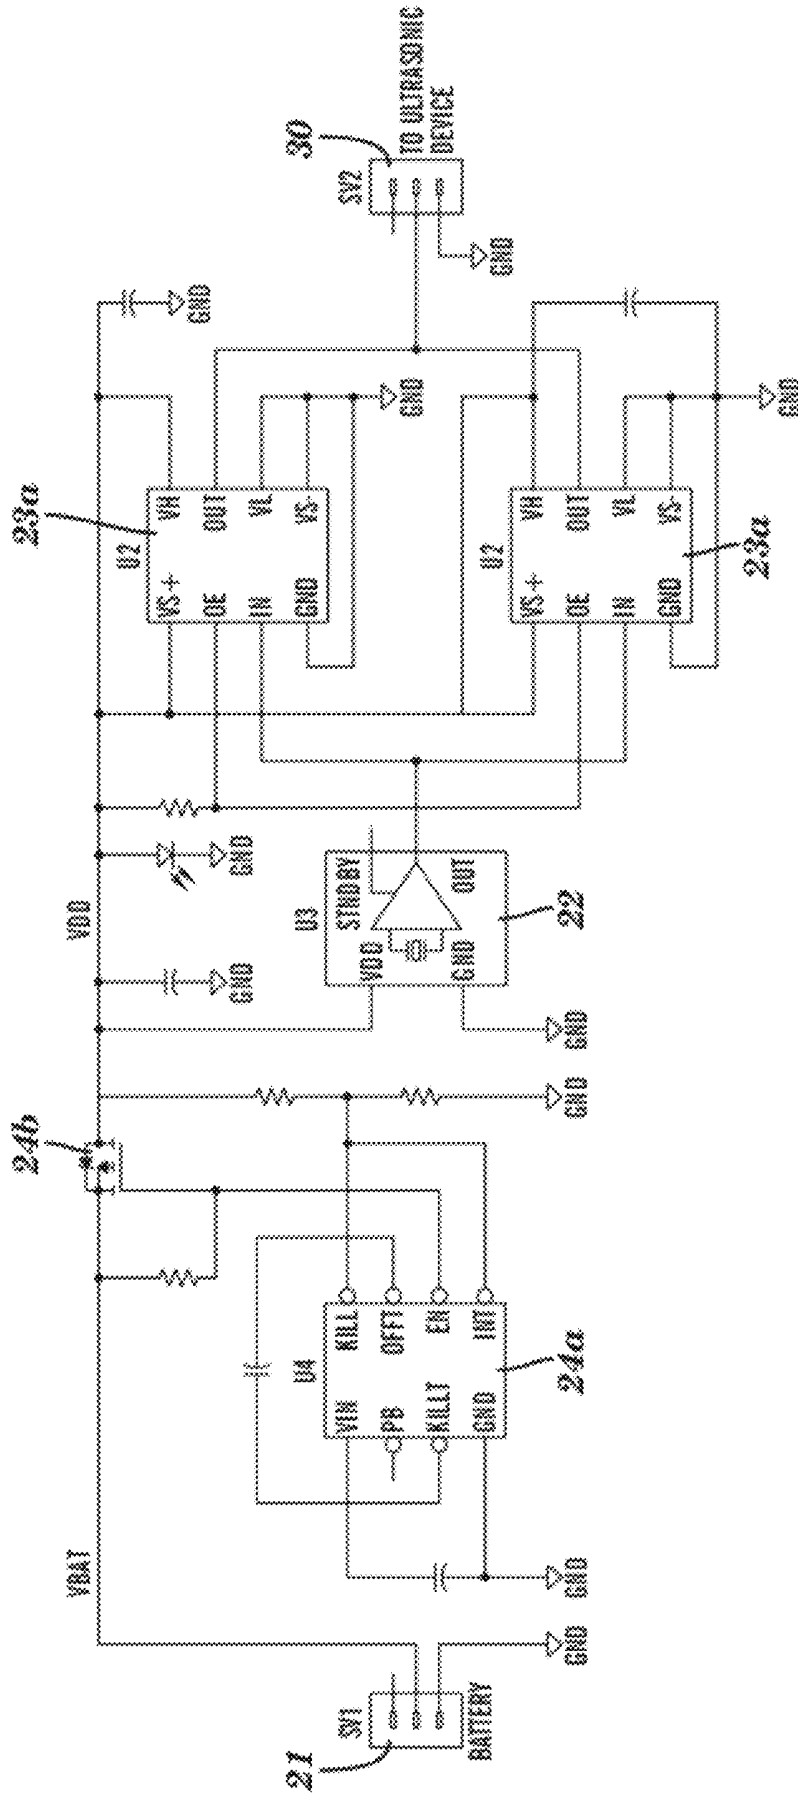 21
SV1
BATTERY
GND
VBAT
GND
U4
VIN
PB
KILLT
GND
KILL
OFFT
EN
INT
24a
24b
GND
VDD
GND
GND
U3
STNDBY
VDD
GND
OUT
22
GND
23a
U2
VS+
OE
IN
GND
VH
OUT
VL
VS-
GND
GND
U2
VS+
OE
IN
GND
VH
OUT
VL
VS-
23a
GND
30
SV2
GND
TO ULTRASONIC
DEVICE